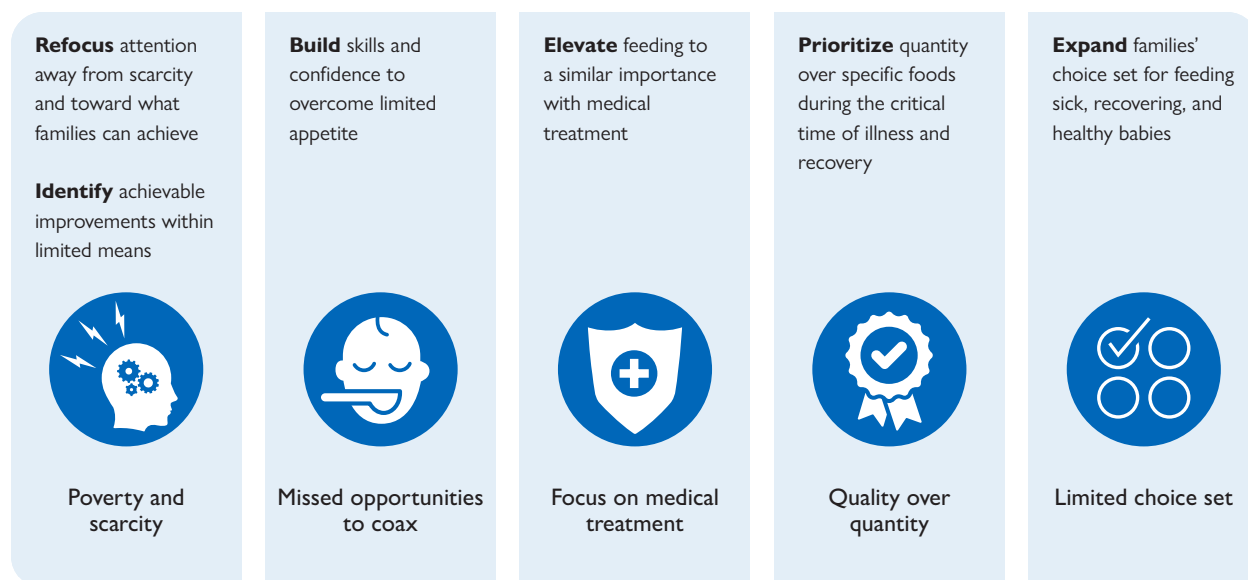 Refocus attention
away from scarcity
and toward what
families can achieve
Identify achievable
improvements within
limited means
Poverty and
scarcity
Build skills and
confidence to
overcome limited
appetite
Missed opportunities
to coax
Elevate feeding to
a similar importance
with medical
treatment
Focus on medical
treatment
Prioritize quantity
over specific foods
during the critical
time of illness and
recovery
Quality over
quantity
Expand families’
choice set for feeding
sick, recovering, and
healthy babies
Limited choice set